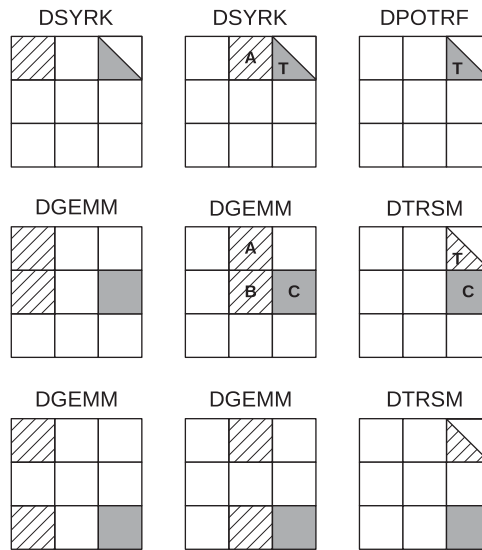 DSYRK DSYRK DPOTRF
A T T
DGEMM DGEMM DTRSM
A T
B C C
DGEMM DGEMM DTRSM